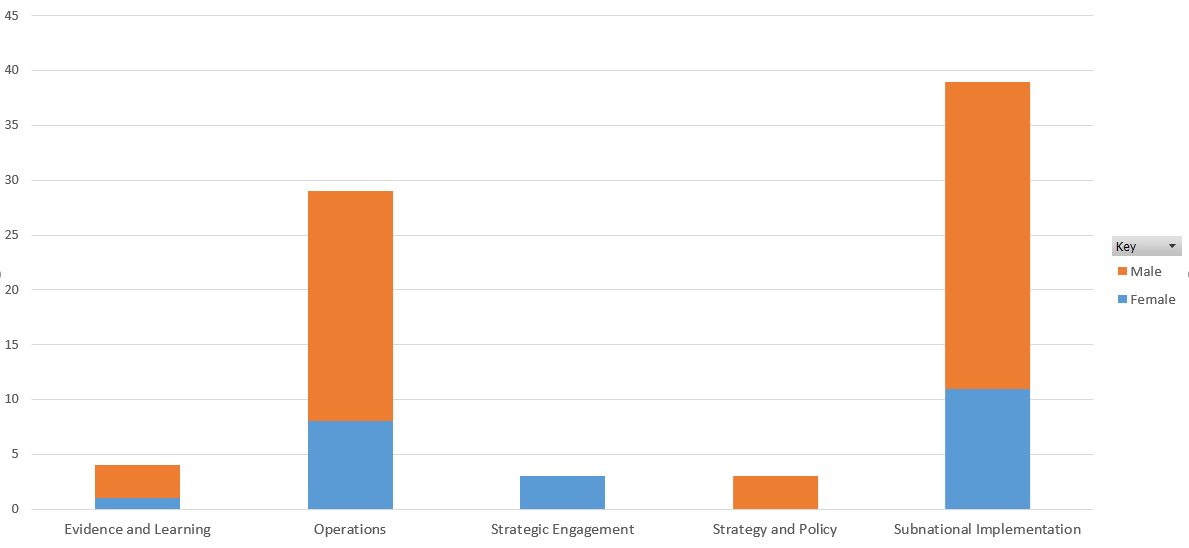 45
40
35
30
25
20
15
10
5
0
Evidence and Learning
Operations
Strategic Engagement
Strategy and Policy
Subnational Implementation
Key
Male
Female